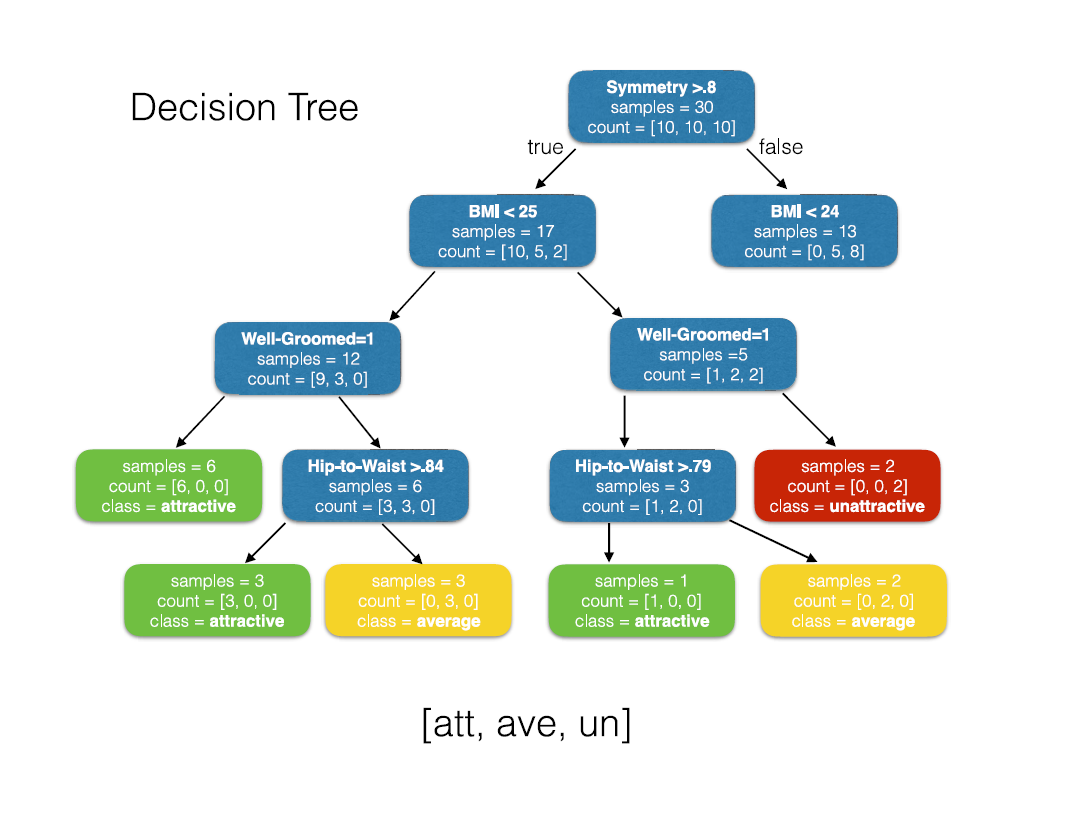 Decision Tree
Symmetry >.8
samples = 30
count = [10, 10, 10]
true
false
BMI < 25
samples = 17
count = [10, 5, 2]
BMI < 24
samples = 13
count = [0, 5, 8]
Well-Groomed=1
samples = 12
count = [9, 3, 0]
Well-Groomed=1
samples =5
count = [1, 2, 2]
samples = 6
count = [6, 0, 0]
class = attractive
Hip-to-Waist >.84
samples = 6
count = [3, 3, 0]
Hip-to-Waist >.79
samples = 3
count = [1, 2, 0]
samples = 2
count = [0, 0, 2]
class = unattractive
samples = 3
count = [3, 0, 0]
class = attractive
samples = 3
count = [0, 3, 0]
class = average
samples = 1
count = [1, 0, 0]
class = attractive
samples = 2
count = [0, 2, 0]
class = average
[att, ave, un]